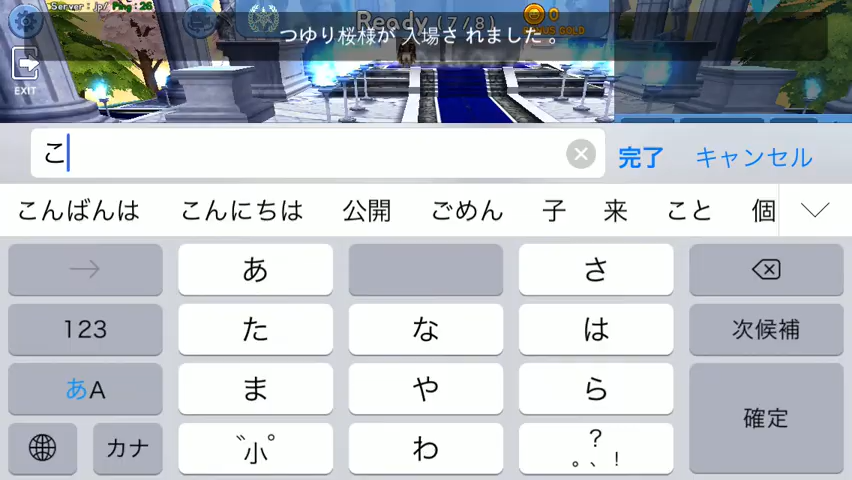 Server : jp/ Ping : 26
Ready (7/8)
0
BONUS GOLD
つゆり桜様が 入場さ れました 。
EXIT
こ
完了
キャンセル
こんばんは こんにちは 公開 ごめん 子 来 こと 個
→ あ さ
123 た な は 次候補
あA ま や ら 確定
カナ ゛小゜ わ ?。、!